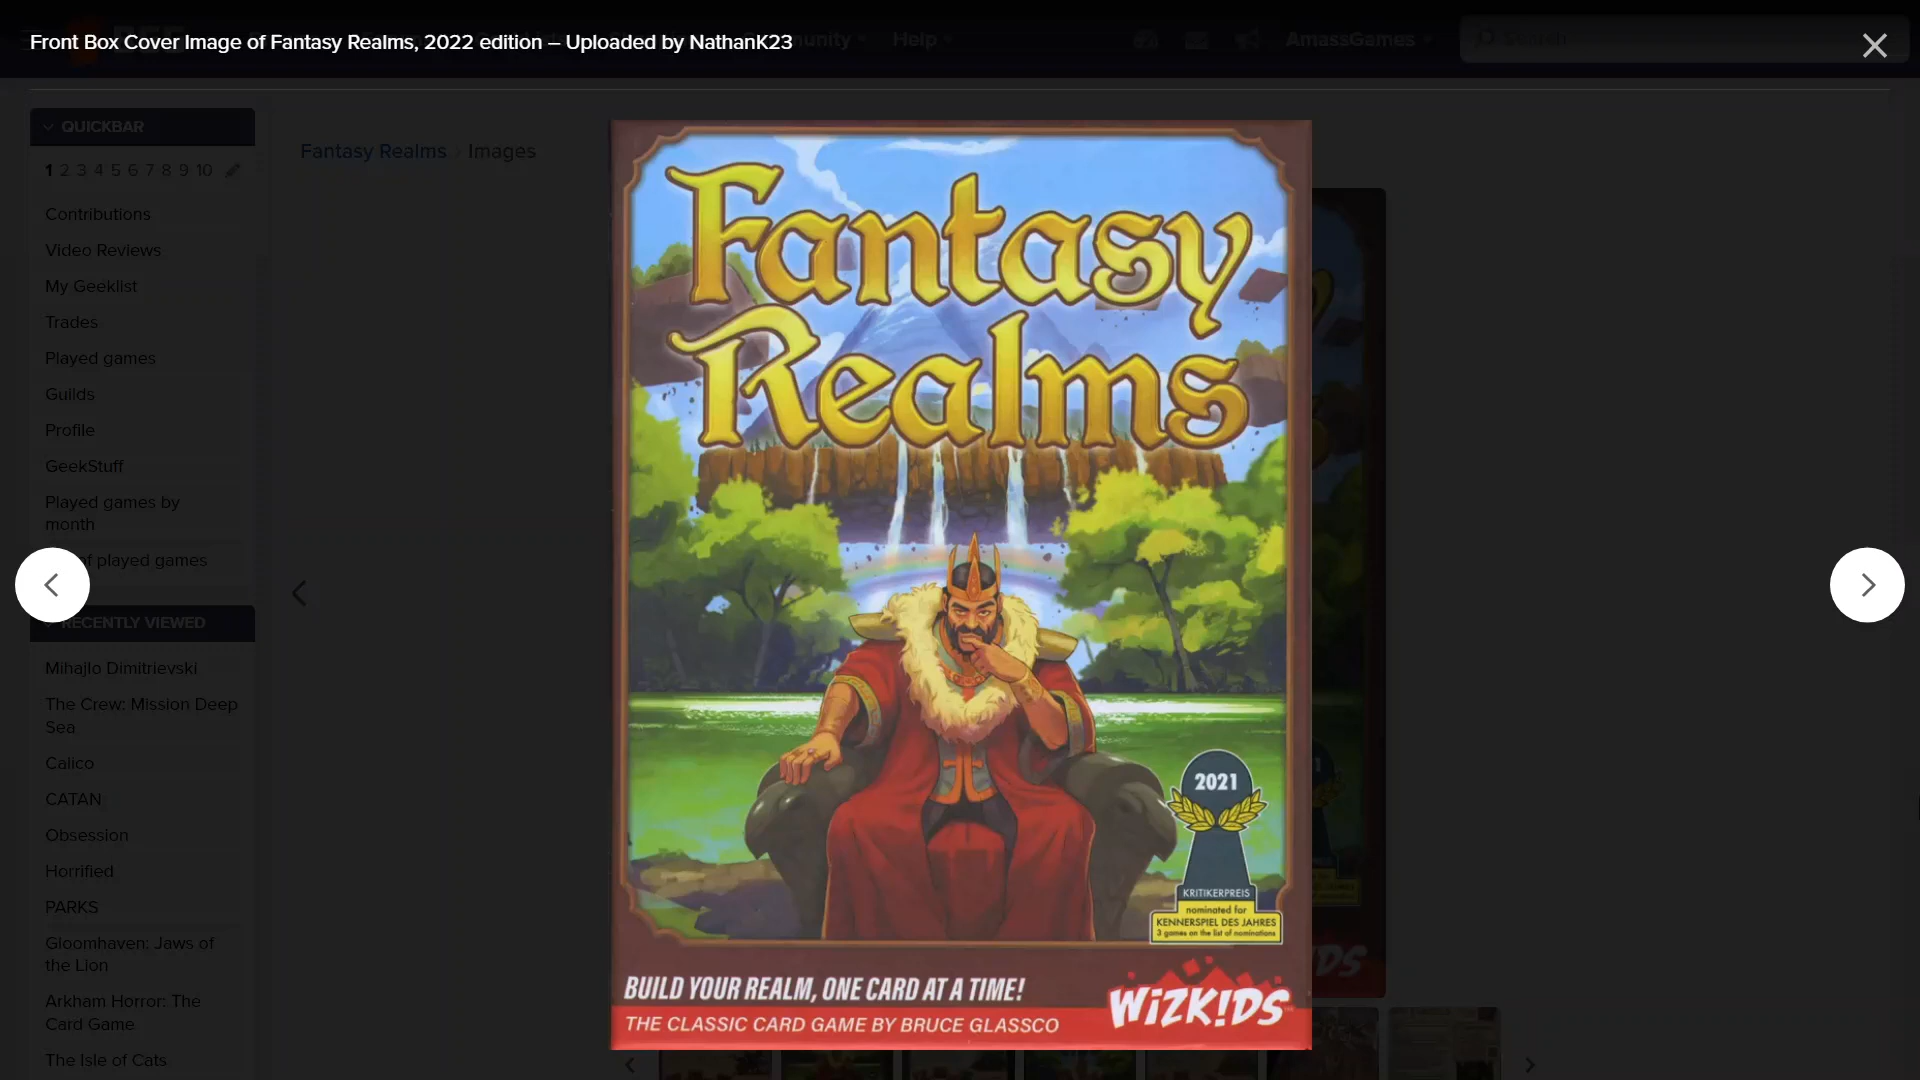 Front Box Cover Image of Fantasy Realms, 2022 edition – Uploaded by NathanK23
Help
AmassGames
Search
QUICKBAR
1 2 3 4 5 6 7 8 9 10
Contributions
Video Reviews
My Geeklist
Trades
Played games
Guilds
Profile
GeekStuff
Played games by
month
of played games
RECENTLY VIEWED
Mihajlo Dimitrievski
The Crew: Mission Deep
Sea
Calico
CATAN
Obsession
Horrified
PARKS
Gloomhaven: Jaws of
the Lion
Arkham Horror: The
Card Game
The Isle of Cats
Fantasy Realms › Images
Fantasy
Realms
2021
KRITIKERPREIS
nominated for
KENNERSPIEL DES JAHRES
3 games on the list of nominations
BUILD YOUR REALM, ONE CARD AT A TIME!
THE CLASSIC CARD GAME BY BRUCE GLASSCO
WIZK!DS